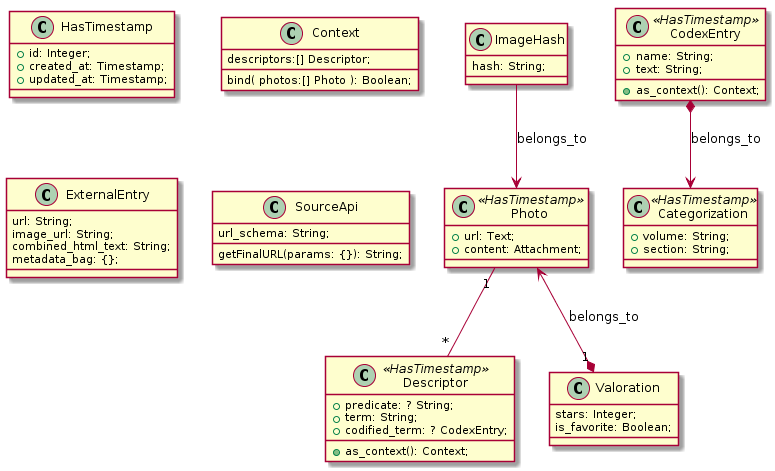 C HasTimestamp
id: Integer;
created_at: Timestamp;
updated_at: Timestamp;
C Context
descriptors:[] Descriptor;
bind( photos:[] Photo ): Boolean;
C ImageHash
hash: String;
«HasTimestamp»
C CodexEntry
name: String;
text: String;
as_context(): Context;
belongs_to
belongs_to
C ExternalEntry
url: String;
image_url: String;
combined_html_text: String;
metadata_bag: {};
C SourceApi
url_schema: String;
getFinalURL(params: {}): String;
«HasTimestamp»
C Photo
url: Text;
content: Attachment;
«HasTimestamp»
C Categorization
volume: String;
section: String;
1
*
belongs_to
1
«HasTimestamp»
C Descriptor
predicate: ? String;
term: String;
codified_term: ? CodexEntry;
as_context(): Context;
C Valoration
stars: Integer;
is_favorite: Boolean;